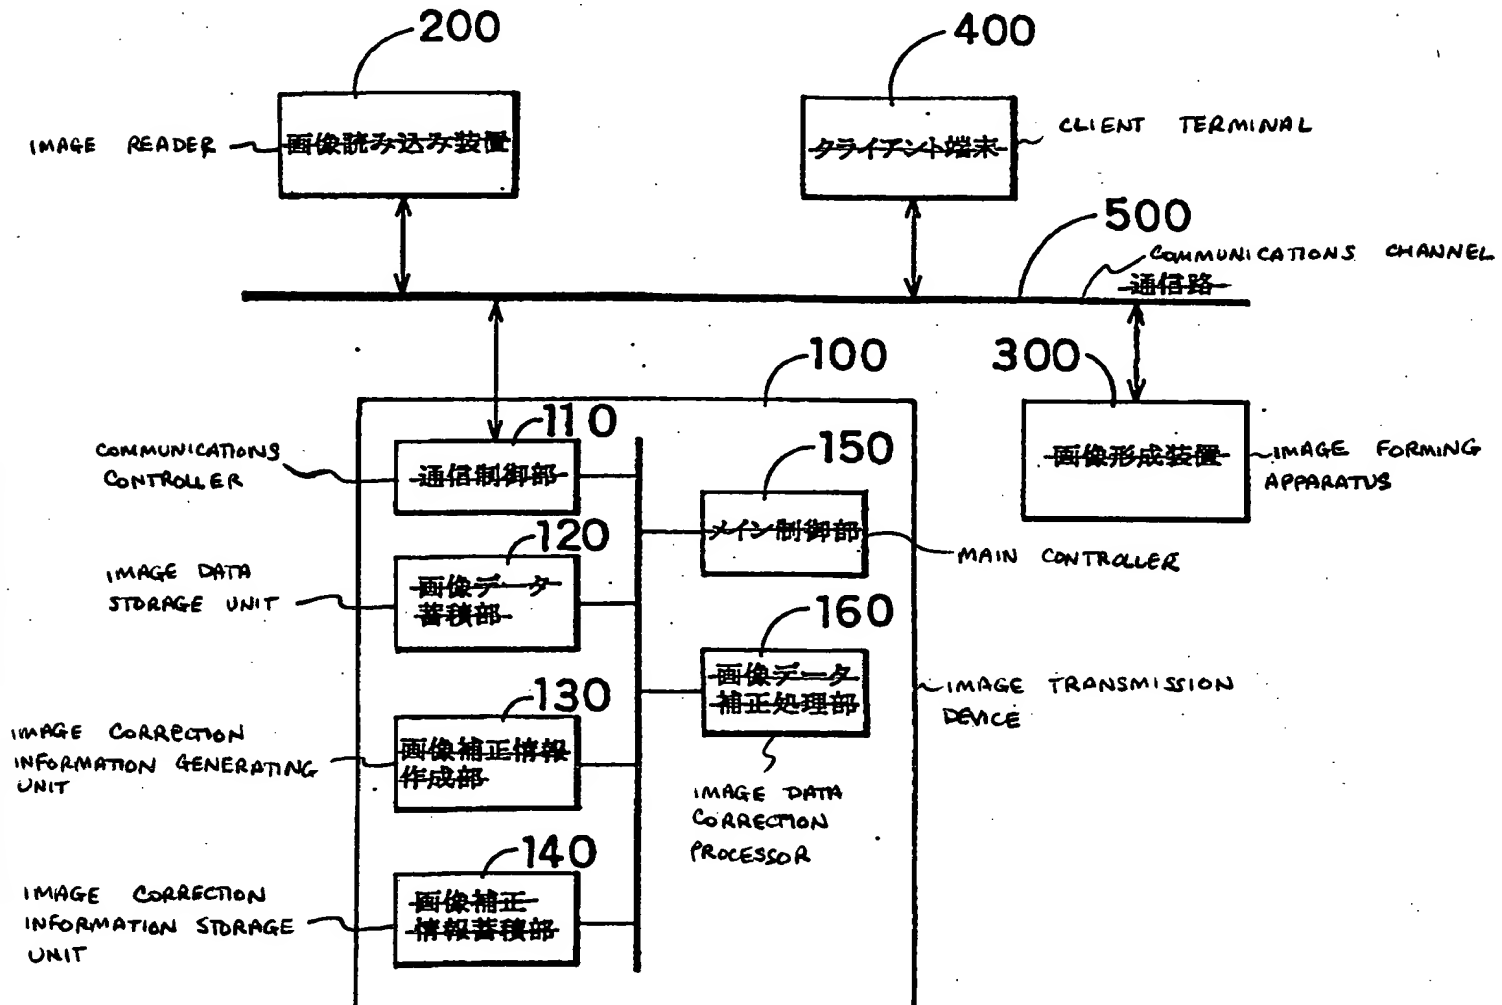 200
400
IMAGE READER
画像読み込み装置
クライアント端末
CLIENT TERMINAL
500
COMMUNICATIONS CHANNEL
通信路
100
300
110
COMMUNICATIONS
CONTROLLER
通信制御部
150
メイン制御部
MAIN CONTROLLER
画像形成装置
IMAGE FORMING
APPARATUS
120
IMAGE DATA
STORAGE UNIT
画像データ
蓄積部
160
画像データ
補正処理部
IMAGE TRANSMISSION
DEVICE
130
IMAGE CORRECTION
INFORMATION GENERATING
UNIT
画像補正情報
作成部
IMAGE DATA
CORRECTION
PROCESSOR
140
IMAGE CORRECTION
INFORMATION STORAGE
UNIT
画像補正
情報蓄積部